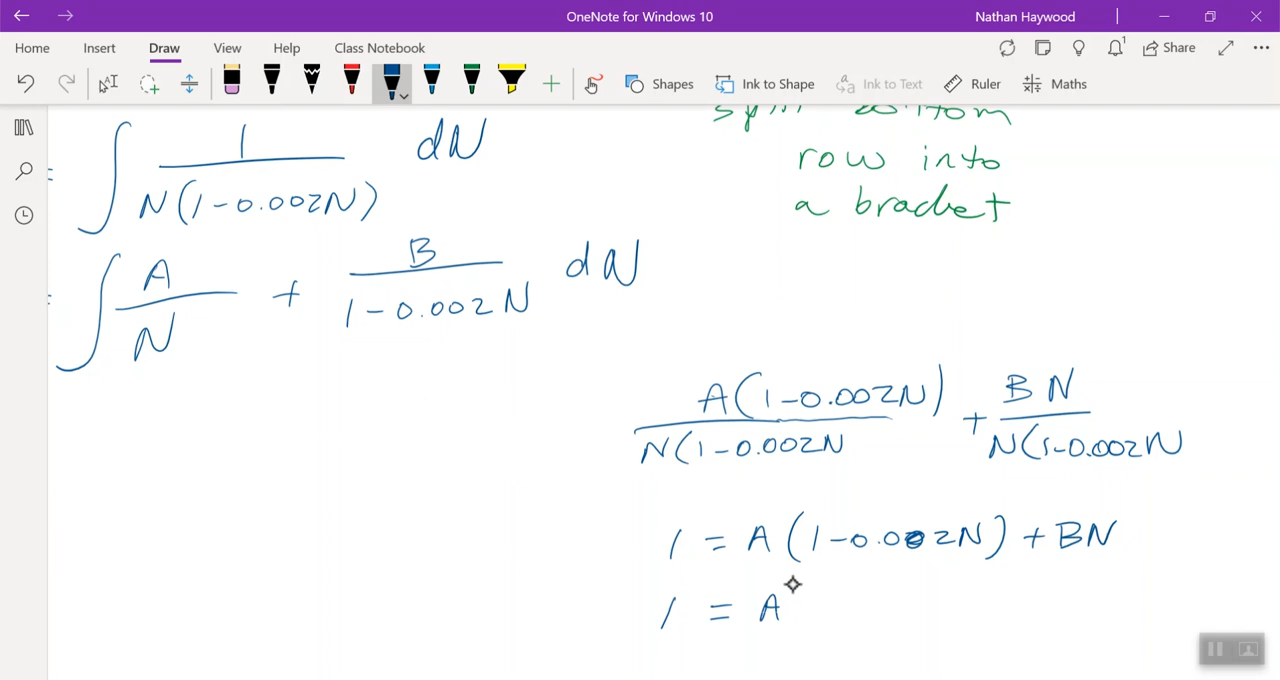 OneNote for Windows 10
Nathan Haywood
Home Insert Draw View Help Class Notebook
1
Share
Shapes Ink to Shape Ink to Text Ruler Maths
∫ 1 / N(1-0.002N) dN
bottom
row into
a bracket
∫ A / N + B / 1-0.002N dN
A(1-0.002N) / N(1-0.002N + BN / N(1-0.002N
1 = A(1-0.002N) + BN
1 = A